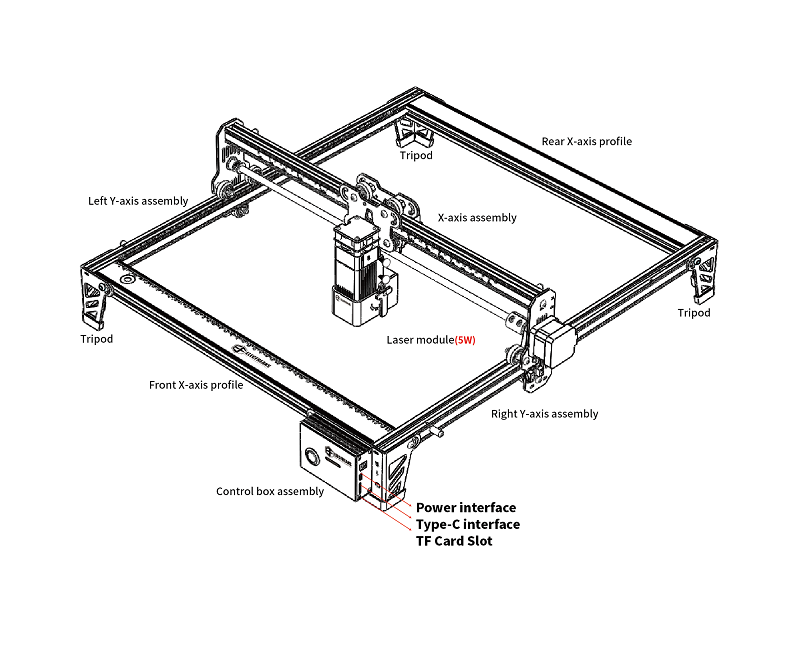 Rear X-axis profile
Tripod
Left Y-axis assembly
X-axis assembly
Tripod
Tripod
Laser module(5W)
Front X-axis profile
Right Y-axis assembly
Control box assembly
Power interface
Type-C interface
TF Card Slot